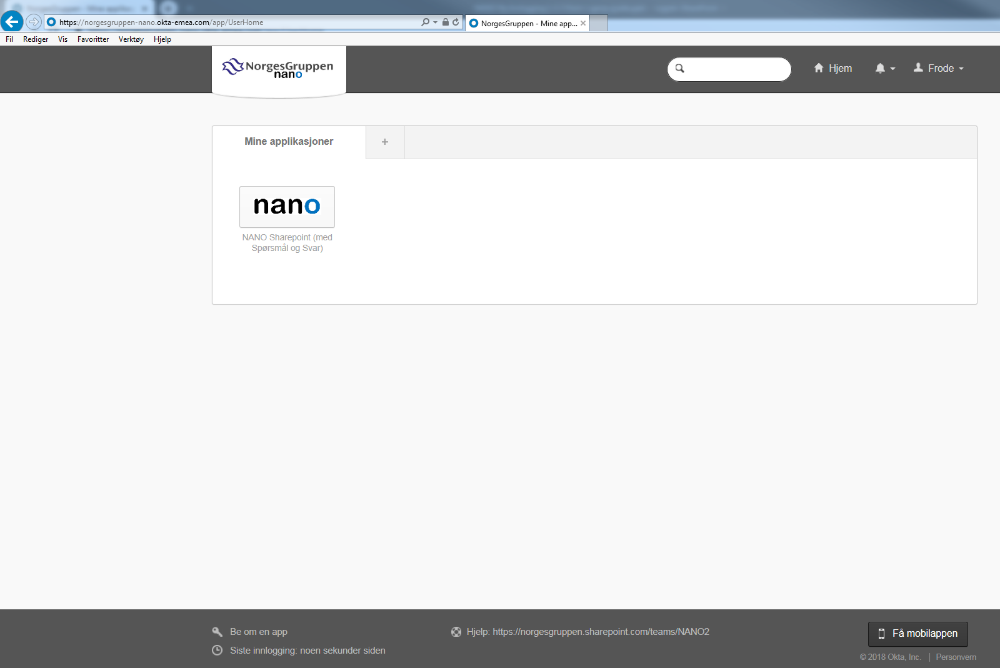 https://norgesgruppen-nano.okta-emea.com/app/UserHome
NorgesGruppen - Mine app...
Fil Rediger Vis Favoritter Verktøy Hjelp
NorgesGruppen
nano
Hjem
Frode
Mine applikasjoner
+
nano
NANO Sharepoint (med
Spørsmål og Svar)
Be om en app
Siste innlogging: noen sekunder siden
Hjelp: https://norgesgruppen.sharepoint.com/teams/NANO2
Få mobilappen
© 2018 Okta, Inc. | Personvern